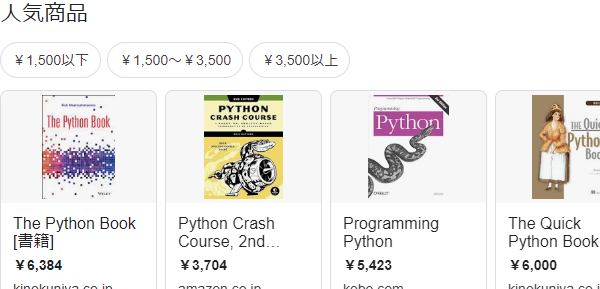 人気商品
￥1,500以下
￥1,500～￥3,500
￥3,500以上
The Python Book
PYTHON
CRASH COURSE
Programming
Python
The Quick
Python
Book
The Python Book
[書籍]
￥6,384
kinokuniya.co.jp
Python Crash
Course, 2nd...
￥3,704
amazon.co.jp
Programming
Python
￥5,423
kobo.com
The Quick
Python Book
￥6,000
kinokuniya.co.jp